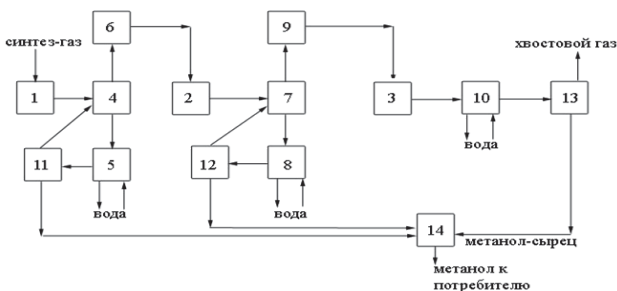 6
9
синтез-газ
хвостовой газ
1
4
2
7
3
10
13
вода
11
5
12
8
вода
вода
14
метанол-сырец
метанол к
потребителю